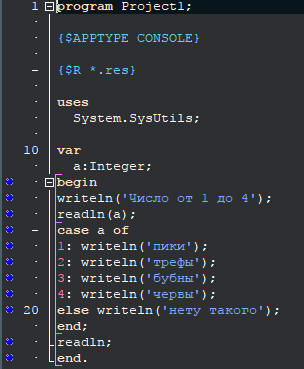 1 program Project1;
{$APPTYPE CONSOLE}
{$R *.res}
uses
System.SysUtils;
10 var
a:Integer;
begin
writeln('Число от 1 до 4');
readln(a);
case a of
1: writeln('пики');
2: writeln('трефы');
3: writeln('бубны');
4: writeln('червы');
20 else writeln('нету такого');
end;
readln;
end.